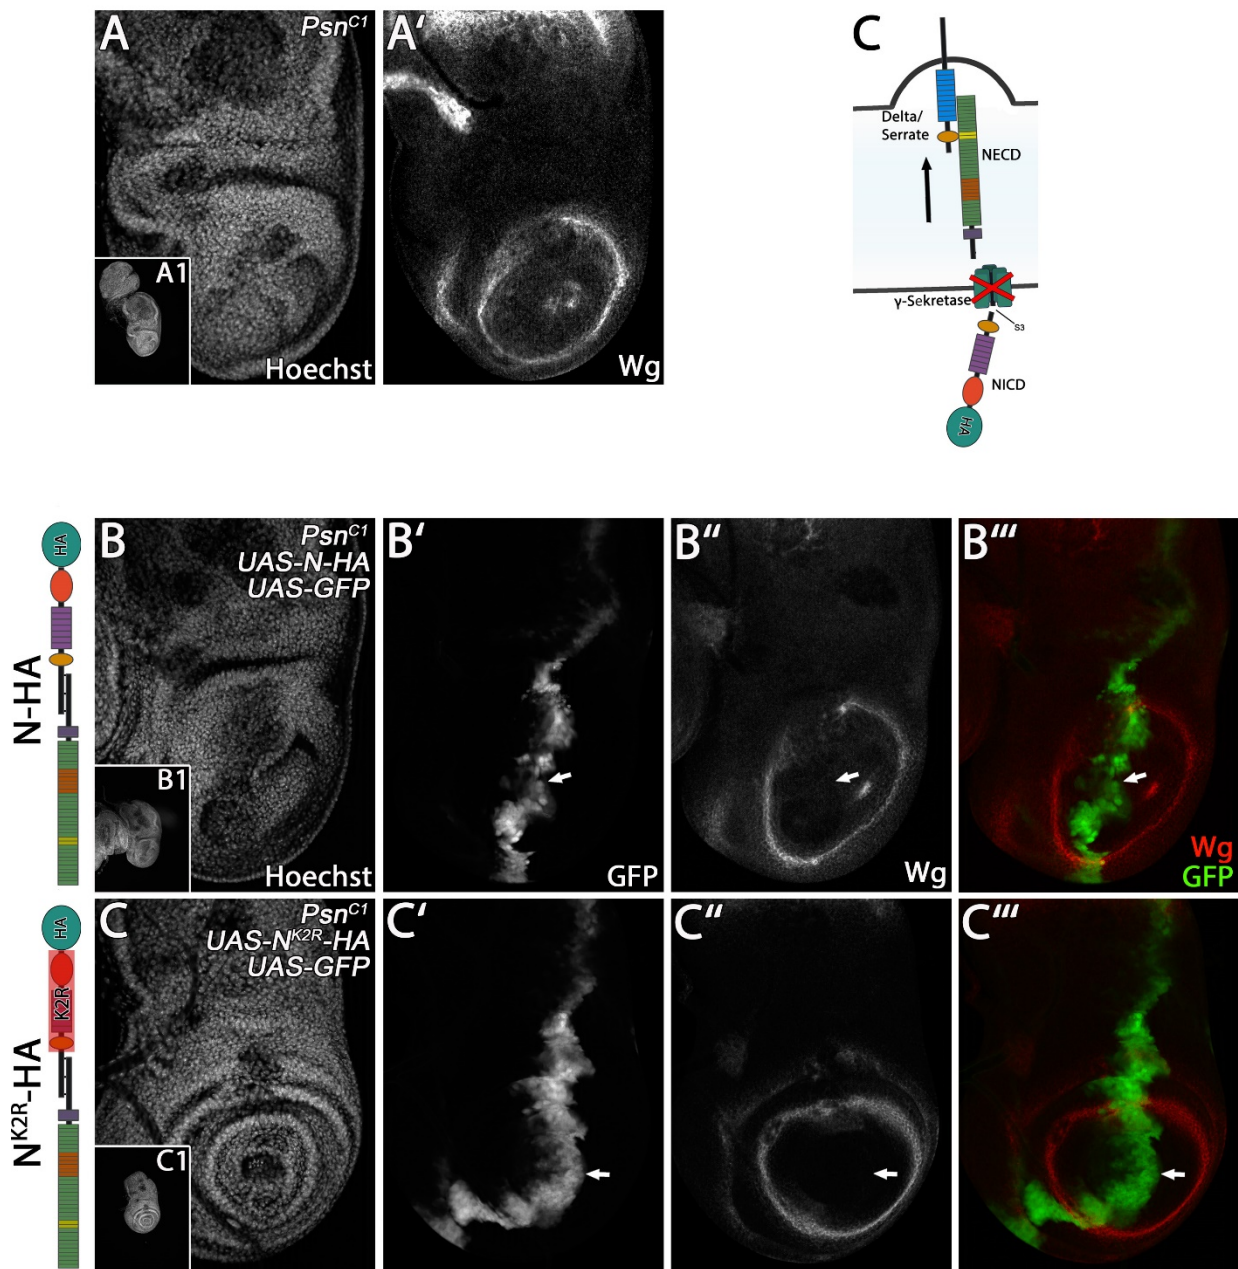 A
Psn^C1
A'
C
Delta/
Serrate
NECD
A1
γ-Sekretase
S3
Hoechst
Wg
NICD
HA
HA
N-HA
B
Psn^C1
UAS-N-HA
UAS-GFP
B'
B''
B'''
B1
Hoechst
GFP
Wg
Wg
GFP
HA
K2R
N^K2R-HA
C
Psn^C1
UAS-N^K2R-HA
UAS-GFP
C'
C''
C'''
C1